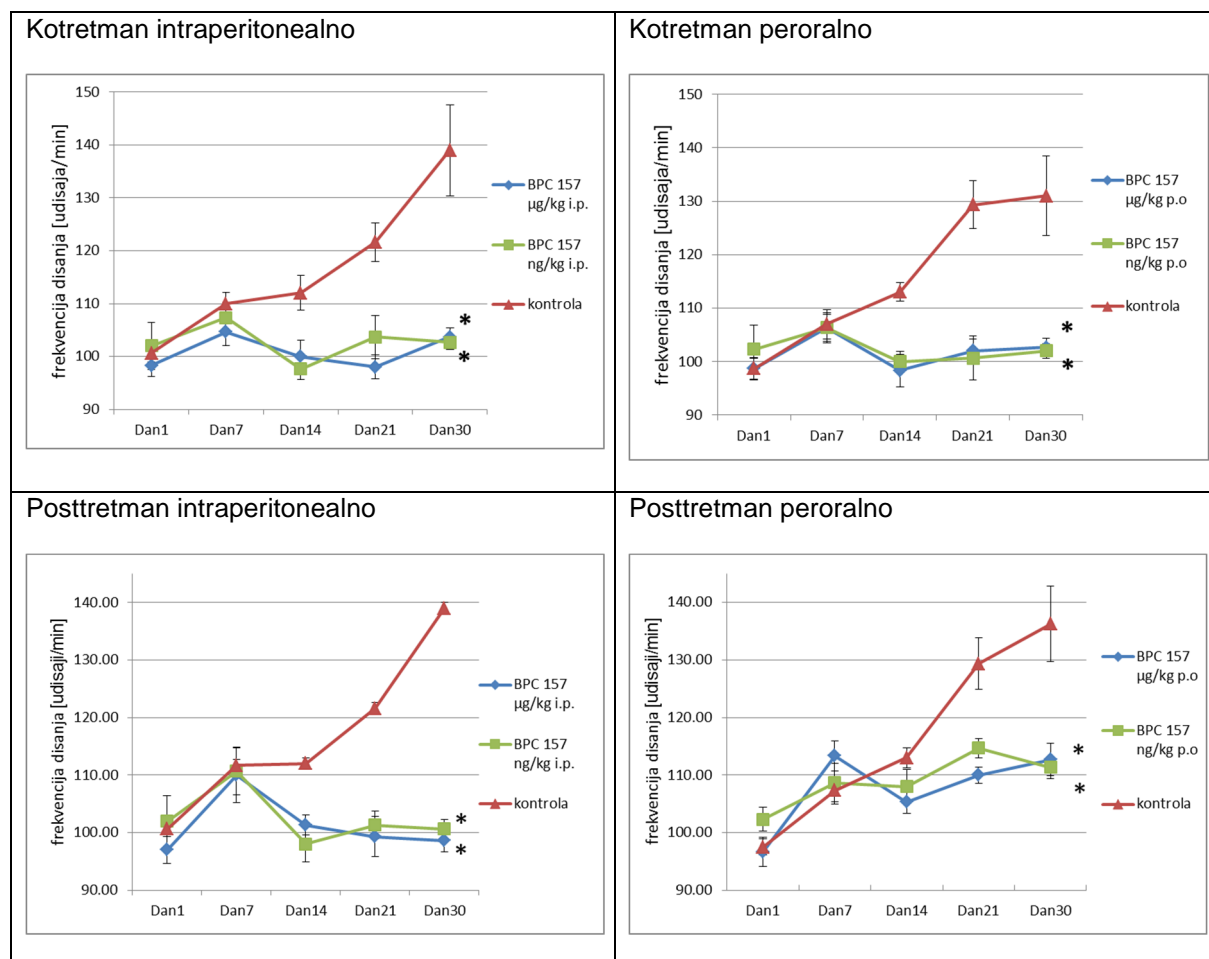 Kotretman intraperitonealno
frekvencija disanja [udisaja/min]
150
140
130
120
110
100
90
Dan1 Dan7 Dan14 Dan21 Dan30
*
*
BPC 157
µg/kg i.p.
BPC 157
ng/kg i.p.
kontrola
Kotretman peroralno
frekvencija disanja [udisaja/min]
150
140
130
120
110
100
90
Dan1 Dan7 Dan14 Dan21 Dan30
*
*
BPC 157
µg/kg p.o
BPC 157
ng/kg p.o
kontrola
Posttretman intraperitonealno
frekvencija disanja [udisaji/min]
140.00
130.00
120.00
110.00
100.00
90.00
Dan1 Dan7 Dan14 Dan21 Dan30
*
*
BPC 157
µg/kg i.p.
BPC 157
ng/kg i.p.
kontrola
Posttretman peroralno
frekvencija disanja [udisaji/min]
140.00
130.00
120.00
110.00
100.00
90.00
Dan1 Dan7 Dan14 Dan21 Dan30
*
*
BPC 157
µg/kg p.o
BPC 157
ng/kg p.o
kontrola